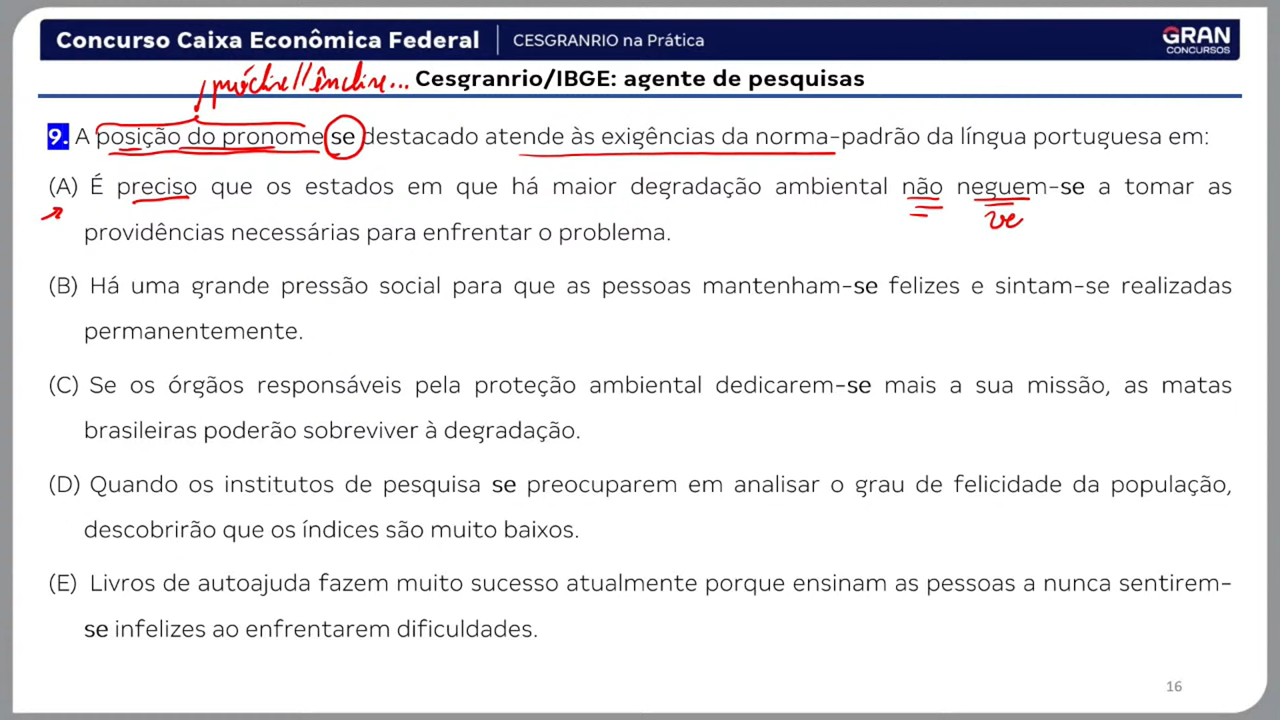 Concurso Caixa Econômica Federal
CESGRANRIO na Prática
GRAN
CONCURSOS
próclise // ênclise...
Cesgranrio/IBGE: agente de pesquisas
9. A posição do pronome se destacado atende às exigências da norma-padrão da língua portuguesa em:
(A) É preciso que os estados em que há maior degradação ambiental não neguem-se a tomar as
providências necessárias para enfrentar o problema.
(B) Há uma grande pressão social para que as pessoas mantenham-se felizes e sintam-se realizadas
permanentemente.
(C) Se os órgãos responsáveis pela proteção ambiental dedicarem-se mais a sua missão, as matas
brasileiras poderão sobreviver à degradação.
(D) Quando os institutos de pesquisa se preocuparem em analisar o grau de felicidade da população,
descobrirão que os índices são muito baixos.
(E) Livros de autoajuda fazem muito sucesso atualmente porque ensinam as pessoas a nunca sentirem-
se infelizes ao enfrentarem dificuldades.
16